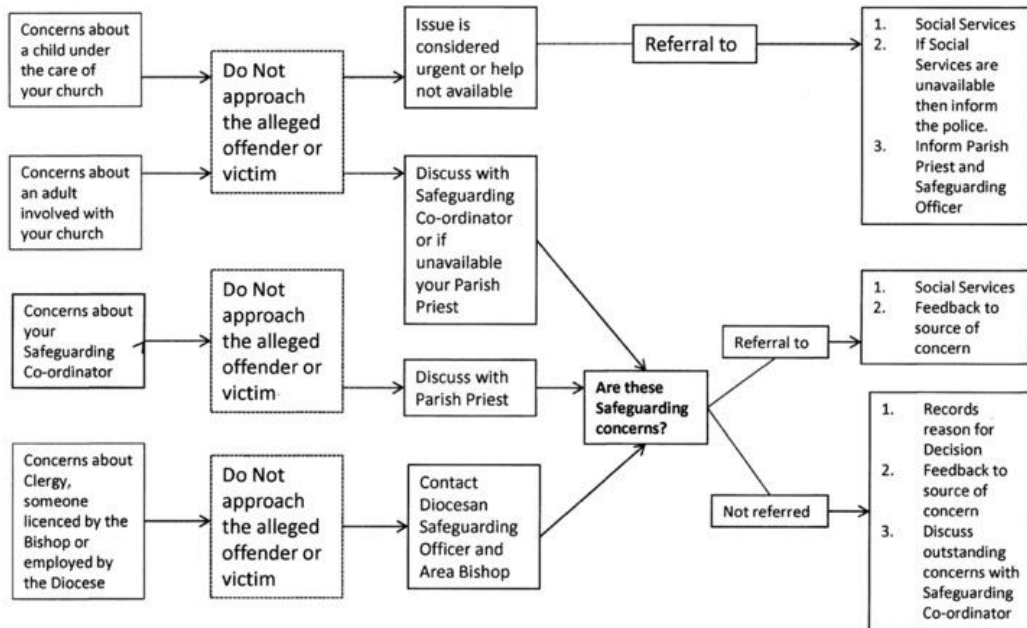 Concerns about
a child under
the care of
your church
Concerns about
an adult
involved with
your church
Concerns about
your
Safeguarding
Co-ordinator
Concerns about
Clergy,
someone
licenced by the
Bishop or
employed by
the Diocese
Do Not
approach
the alleged
offender or
victim
Do Not
approach
the alleged
offender or
victim
Do Not
approach
the alleged
offender or
victim
Issue is
considered
urgent or help
not available
Discuss with
Safeguarding
Co-ordinator
or if
unavailable
your Parish
Priest
Discuss with
Parish Priest
Contact
Diocesan
Safeguarding
Officer and
Area Bishop
Are these
Safeguarding
concerns?
Referral to
Referral to
Not referred
1. Social Services
2. If Social
Services are
unavailable
then inform
the police.
3. Inform Parish
Priest and
Safeguarding
Officer
1. Social Services
2. Feedback to
source of
concern
1. Records
reason for
Decision
2. Feedback to
source of
concern
3. Discuss
outstanding
concerns with
Safeguarding
Co-ordinator